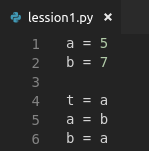 lession1.py ×
1 a = 5
2 b = 7
3
4 t = a
5 a = b
6 b = a